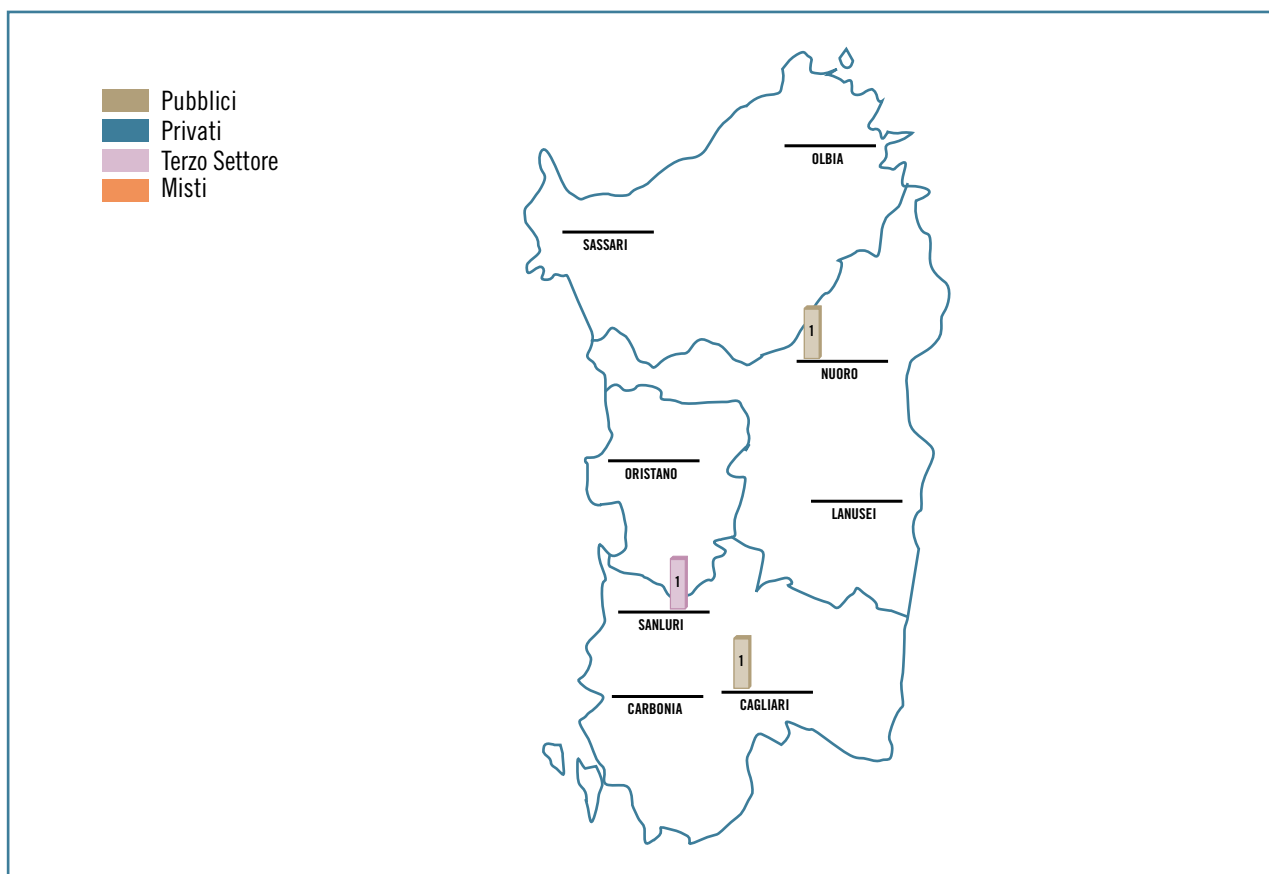 Pubblici
Privati
Terzo Settore
Misti
OLBIA
SASSARI
1
NUORO
ORISTANO
LANUSEI
1
SANLURI
1
CARBONIA
CAGLIARI